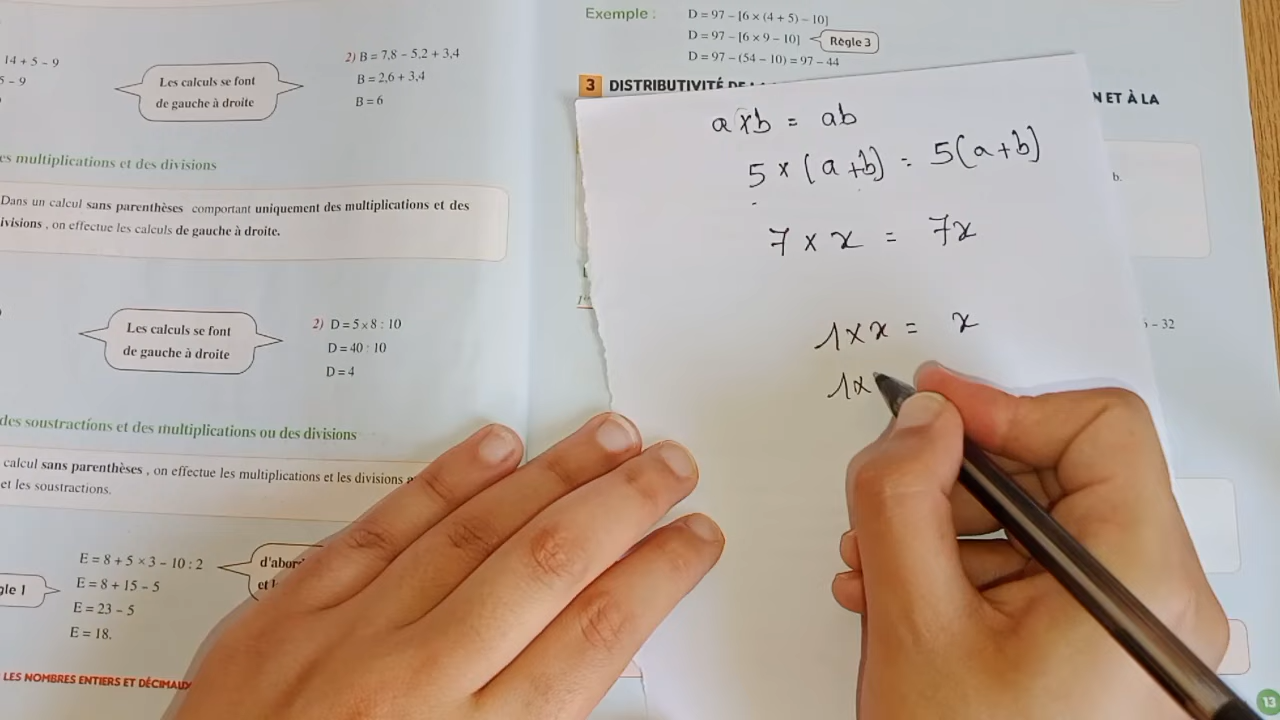 14 + 5 − 9
5 − 9
Les calculs se font
de gauche à droite
2) B = 7,8 − 5,2 + 3,4
B = 2,6 + 3,4
B = 6
es multiplications et des divisions
Dans un calcul sans parenthèses comportant uniquement des multiplications et des
ivisions , on effectue les calculs de gauche à droite.
Les calculs se font
de gauche à droite
2) D = 5 × 8 : 10
D = 40 : 10
D = 4
des soustractions et des multiplications ou des divisions
calcul sans parenthèses , on effectue les multiplications et les divisions
et les soustractions.
gle 1
E = 8 + 5 × 3 − 10 : 2
E = 8 + 15 − 5
E = 23 − 5
E = 18.
d'abor
et
LES NOMBRES ENTIERS ET DÉCIMAUX
Exemple :
D = 97 − [6 × (4 + 5) − 10]
D = 97 − [6 × 9 − 10]
Règle 3
D = 97 − (54 − 10) = 97 − 44
3 DISTRIBUTIVITÉ DE
N ET À LA
b.
− 32
a × b = ab
5 × (a + b) = 5(a + b)
7 × x = 7x
1 × x = x
1 ×
13